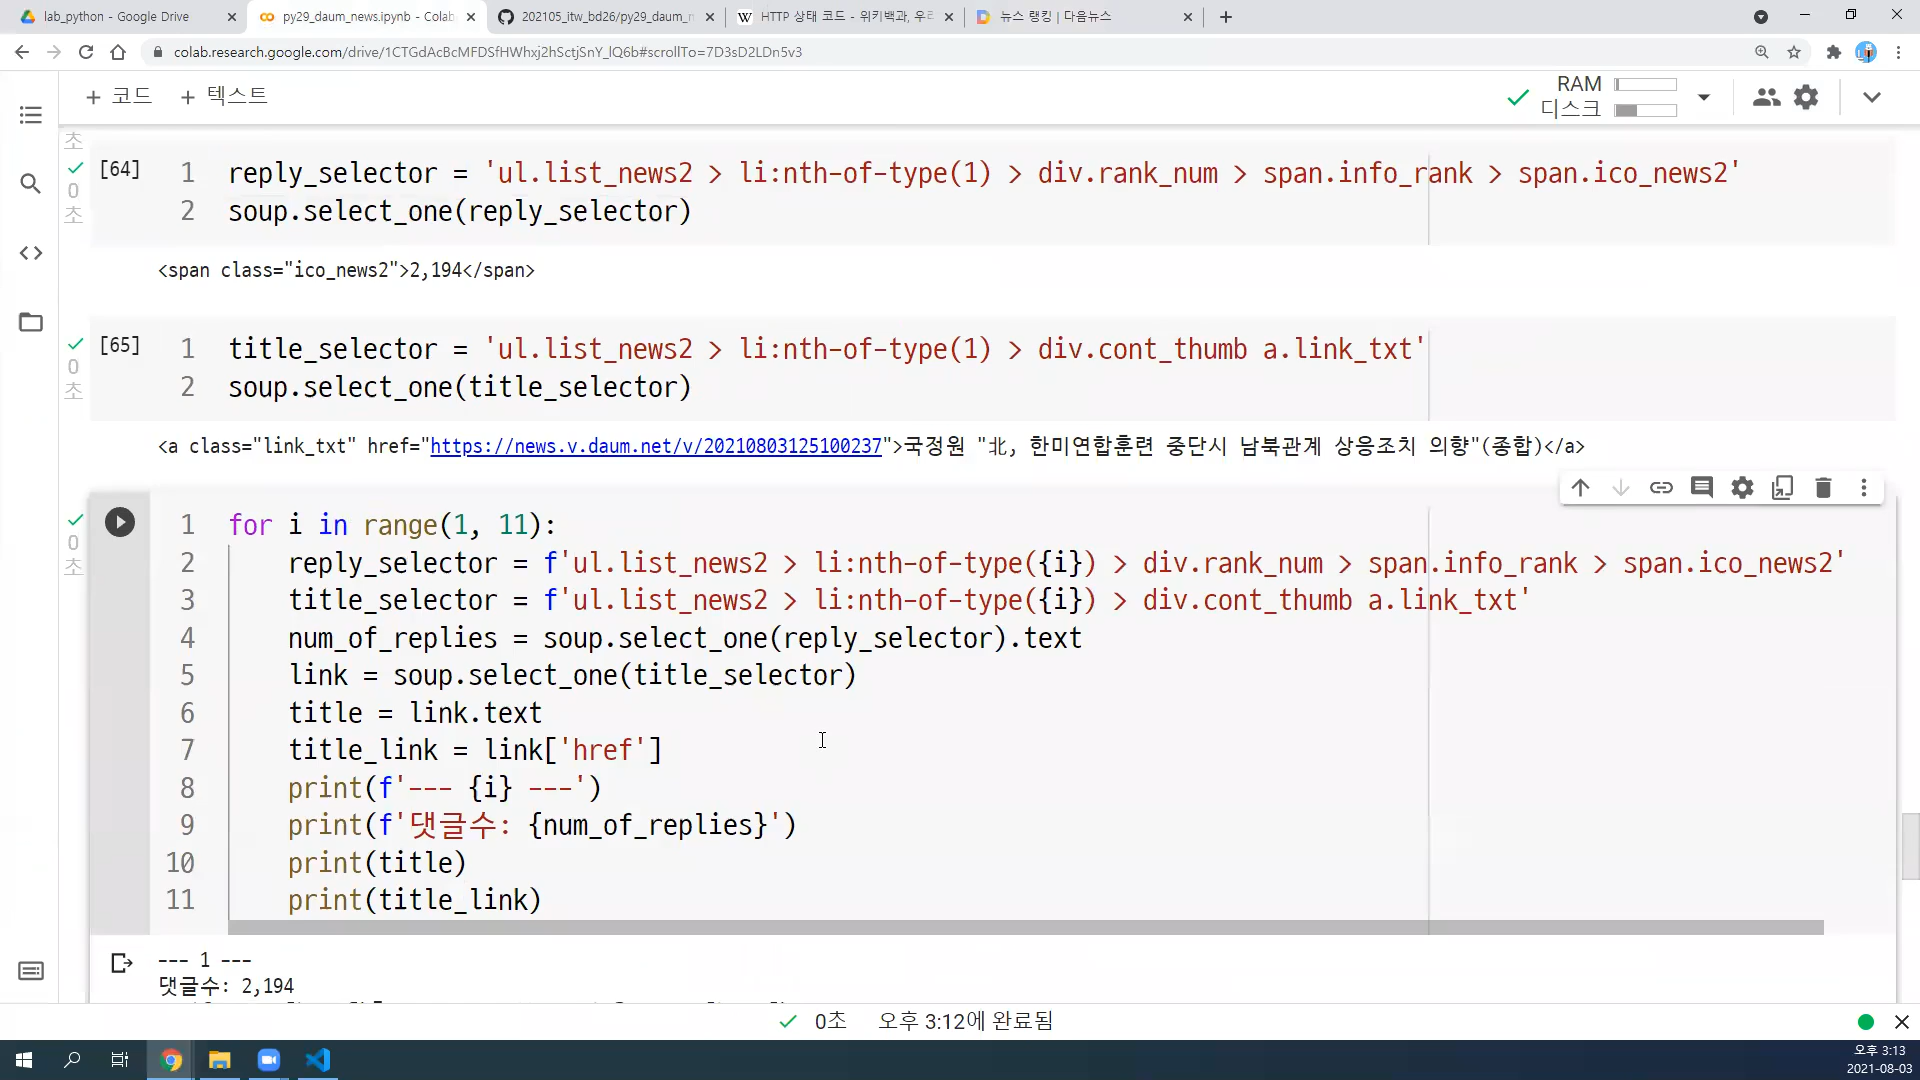 lab_python - Google Drive
py29_daum_news.ipynb - Colab
202105_itw_bd26/py29_daum_n
HTTP 상태 코드 - 위키백과, 우리
뉴스 랭킹 | 다음뉴스
colab.research.google.com/drive/1CTGdAcBcMFDSfHWhxj2hSctjSnY_lQ6b#scrollTo=7D3sD2LDn5v3
+ 코드 + 텍스트
RAM
디스크
초
[64]
0
초
1 reply_selector = 'ul.list_news2 > li:nth-of-type(1) > div.rank_num > span.info_rank > span.ico_news2'
2 soup.select_one(reply_selector)
<span class="ico_news2">2,194</span>
[65]
0
초
1 title_selector = 'ul.list_news2 > li:nth-of-type(1) > div.cont_thumb a.link_txt'
2 soup.select_one(title_selector)
<a class="link_txt" href="https://news.v.daum.net/v/20210803125100237">국정원 "北, 한미연합훈련 중단시 남북관계 상응조치 의향"(종합)</a>
0
초
1 for i in range(1, 11):
2 reply_selector = f'ul.list_news2 > li:nth-of-type({i}) > div.rank_num > span.info_rank > span.ico_news2'
3 title_selector = f'ul.list_news2 > li:nth-of-type({i}) > div.cont_thumb a.link_txt'
4 num_of_replies = soup.select_one(reply_selector).text
5 link = soup.select_one(title_selector)
6 title = link.text
7 title_link = link['href']
8 print(f'--- {i} ---')
9 print(f'댓글수: {num_of_replies}')
10 print(title)
11 print(title_link)
--- 1 ---
댓글수: 2,194
0초 오후 3:12에 완료됨
오후 3:13
2021-08-03